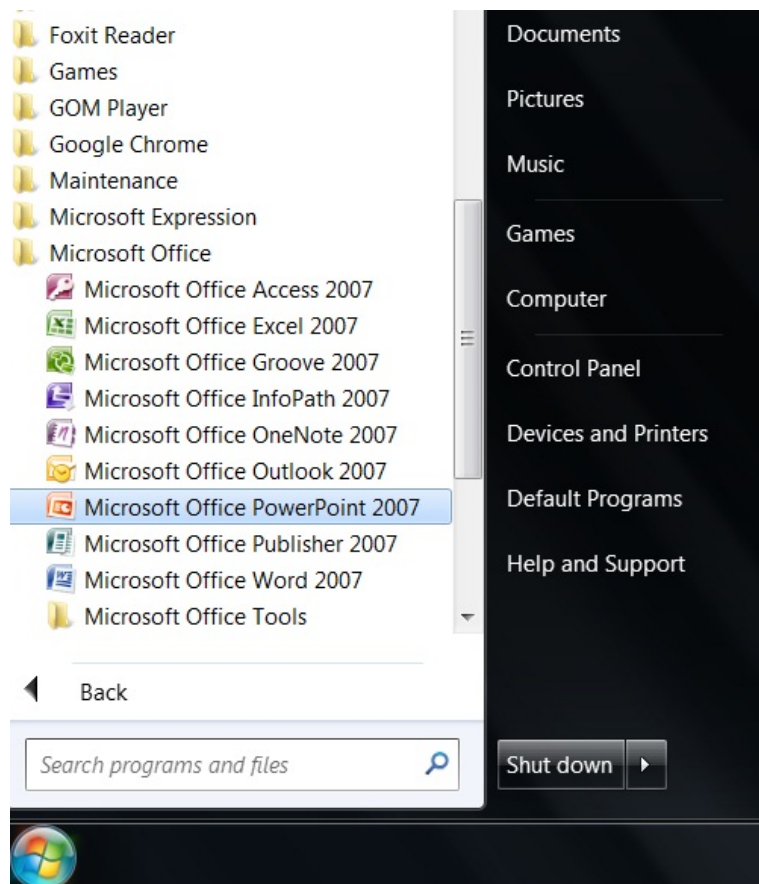 Foxit Reader
Games
GOM Player
Google Chrome
Maintenance
Microsoft Expression
Microsoft Office
Microsoft Office Access 2007
Microsoft Office Excel 2007
Microsoft Office Groove 2007
Microsoft Office InfoPath 2007
Microsoft Office OneNote 2007
Microsoft Office Outlook 2007
Microsoft Office PowerPoint 2007
Microsoft Office Publisher 2007
Microsoft Office Word 2007
Microsoft Office Tools
Back
Search programs and files
Documents
Pictures
Music
Games
Computer
Control Panel
Devices and Printers
Default Programs
Help and Support
Shut down